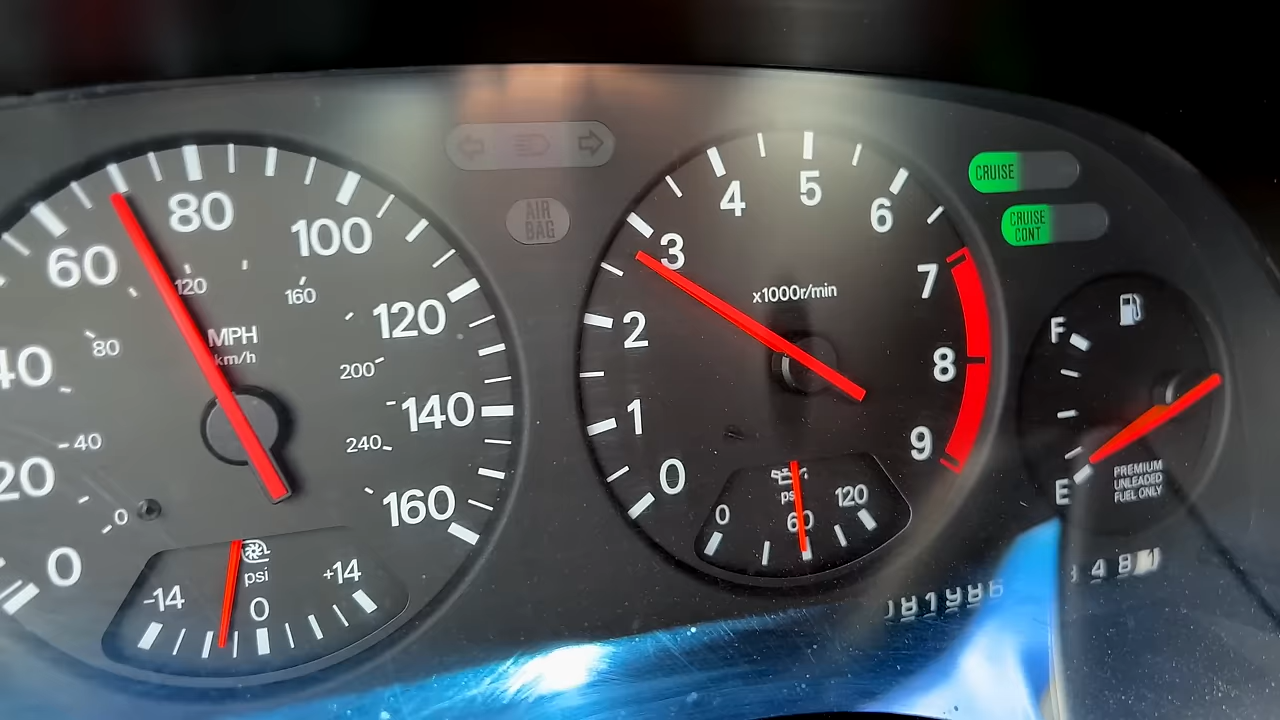 80
100
60
120
160
120
MPH
km/h
80
40
200
140
40
240
20
160
0
0
psi
-14
0
+14
AIR
BAG
4
5
6
3
7
x1000r/min
2
8
1
9
0
psi
120
0
60
CRUISE
CRUISE
CONT
F
E
PREMIUM
UNLEADED
FUEL ONLY
81986
48